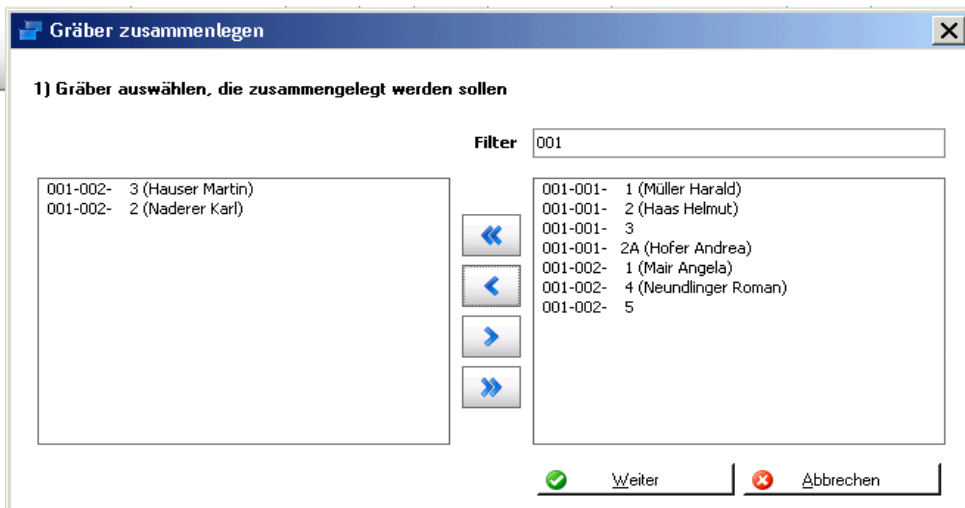 Gräber zusammenlegen
1) Gräber auswählen, die zusammengelegt werden sollen
Filter 001
001-002- 3 (Hauser Martin)
001-002- 2 (Naderer Karl)
001-001- 1 (Müller Harald)
001-001- 2 (Haas Helmut)
001-001- 3
001-001- 2A (Hofer Andrea)
001-002- 1 (Mair Angela)
001-002- 4 (Neundlinger Roman)
001-002- 5
Weiter
Abbrechen